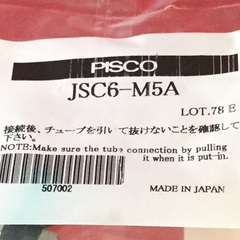 PISCO
JSC6-M5A
LOT.78 E
接続後、チューブを引いて抜けないことを確認して
下さい。
NOTE:Make sure the tube connection by pulling
it when it is put-in.
507002
MADE IN JAPAN